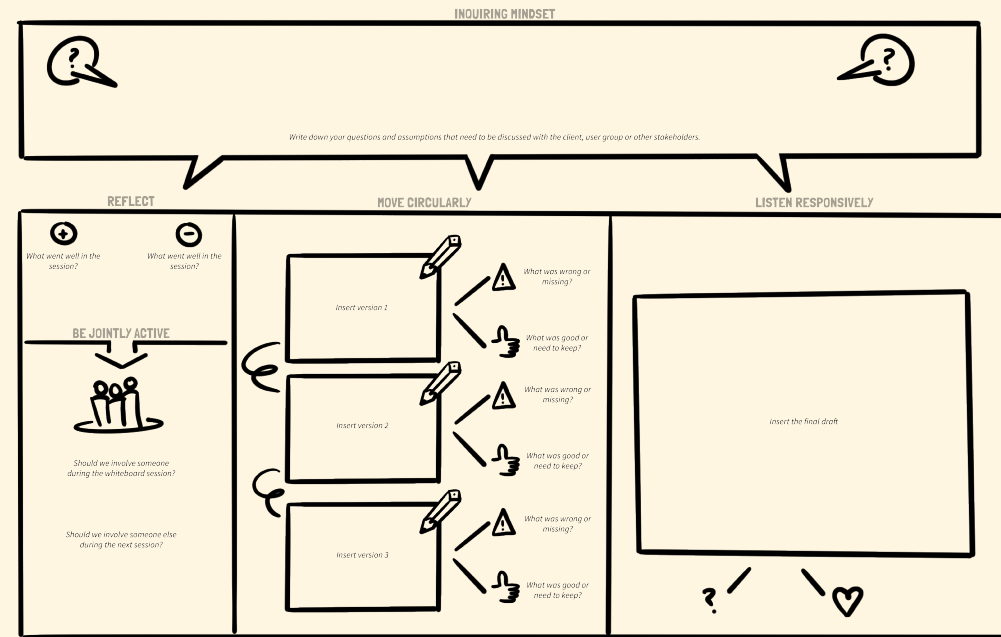 INQUIRING MINDSET
?
?
Write down your questions and assumptions that need to be discussed with the client, user group or other stakeholders.
REFLECT
What went well in the
session?
What went well in the
session?
BE JOINTLY ACTIVE
Should we involve someone
during the whiteboard session?
Should we involve someone else
during the next session?
MOVE CIRCULARLY
Insert version 1
What was wrong or
missing?
What was good or
need to keep?
Insert version 2
What was wrong or
missing?
What was good or
need to keep?
Insert version 3
What was wrong or
missing?
What was good or
need to keep?
LISTEN RESPONSIVELY
Insert the final draft
?